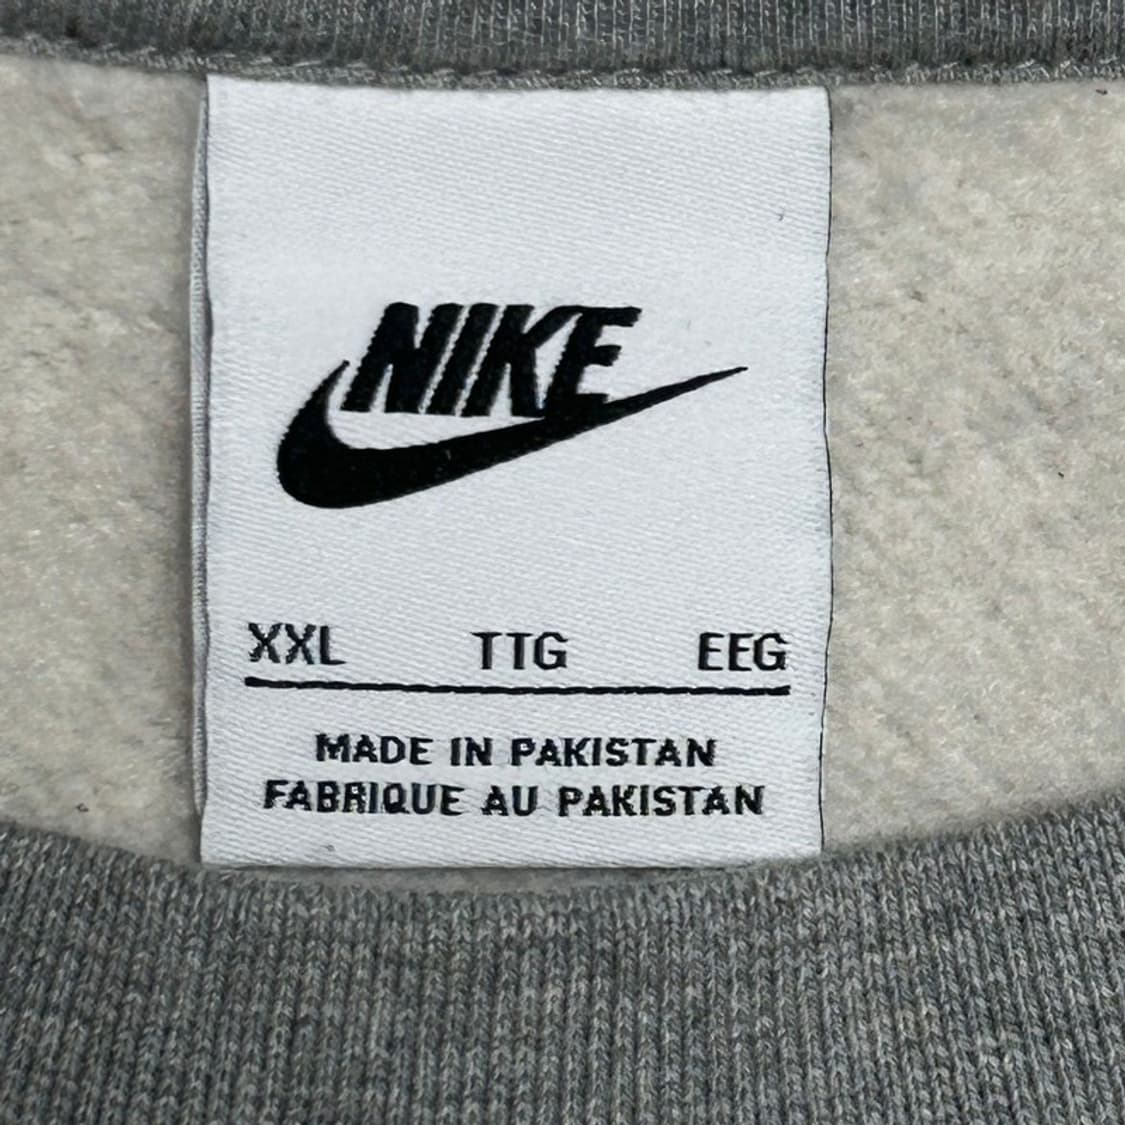 NIKE
XXL TTG EEG
MADE IN PAKISTAN
FABRIQUE AU PAKISTAN